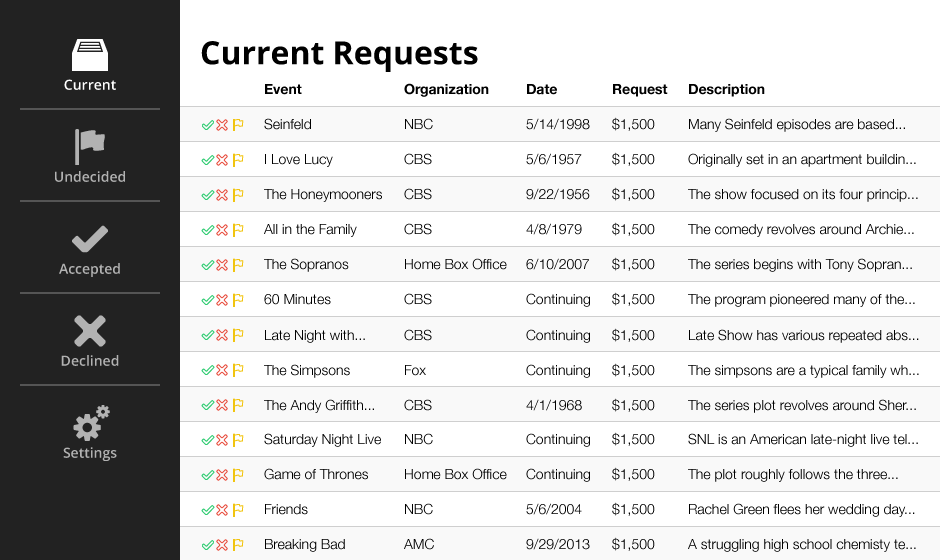 Current
Undecided
Accepted
Declined
Settings
Current Requests
Event Organization Date Request Description
Seinfeld NBC 5/14/1998 $1,500 Many Seinfeld episodes are based...
I Love Lucy CBS 5/6/1957 $1,500 Originally set in an apartment buildin...
The Honeymooners CBS 9/22/1956 $1,500 The show focused on its four princip...
All in the Family CBS 4/8/1979 $1,500 The comedy revolves around Archie...
The Sopranos Home Box Office 6/10/2007 $1,500 The series begins with Tony Sopran...
60 Minutes CBS Continuing $1,500 The program pioneered many of the...
Late Night with... CBS Continuing $1,500 Late Show has various repeated abs...
The Simpsons Fox Continuing $1,500 The simpsons are a typical family wh...
The Andy Griffith... CBS 4/1/1968 $1,500 The series plot revolves around Sher...
Saturday Night Live NBC Continuing $1,500 SNL is an American late-night live tel...
Game of Thrones Home Box Office Continuing $1,500 The plot roughly follows the three...
Friends NBC 5/6/2004 $1,500 Rachel Green flees her wedding day...
Breaking Bad AMC 9/29/2013 $1,500 A struggling high school chemisty te...